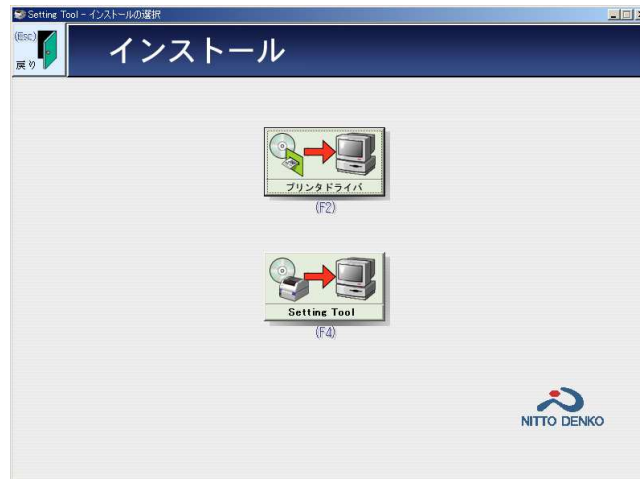 Setting Tool - インストールの選択
(Esc)
戻り
インストール
プリンタドライバ
(F2)
Setting Tool
(F4)
NITTO DENKO